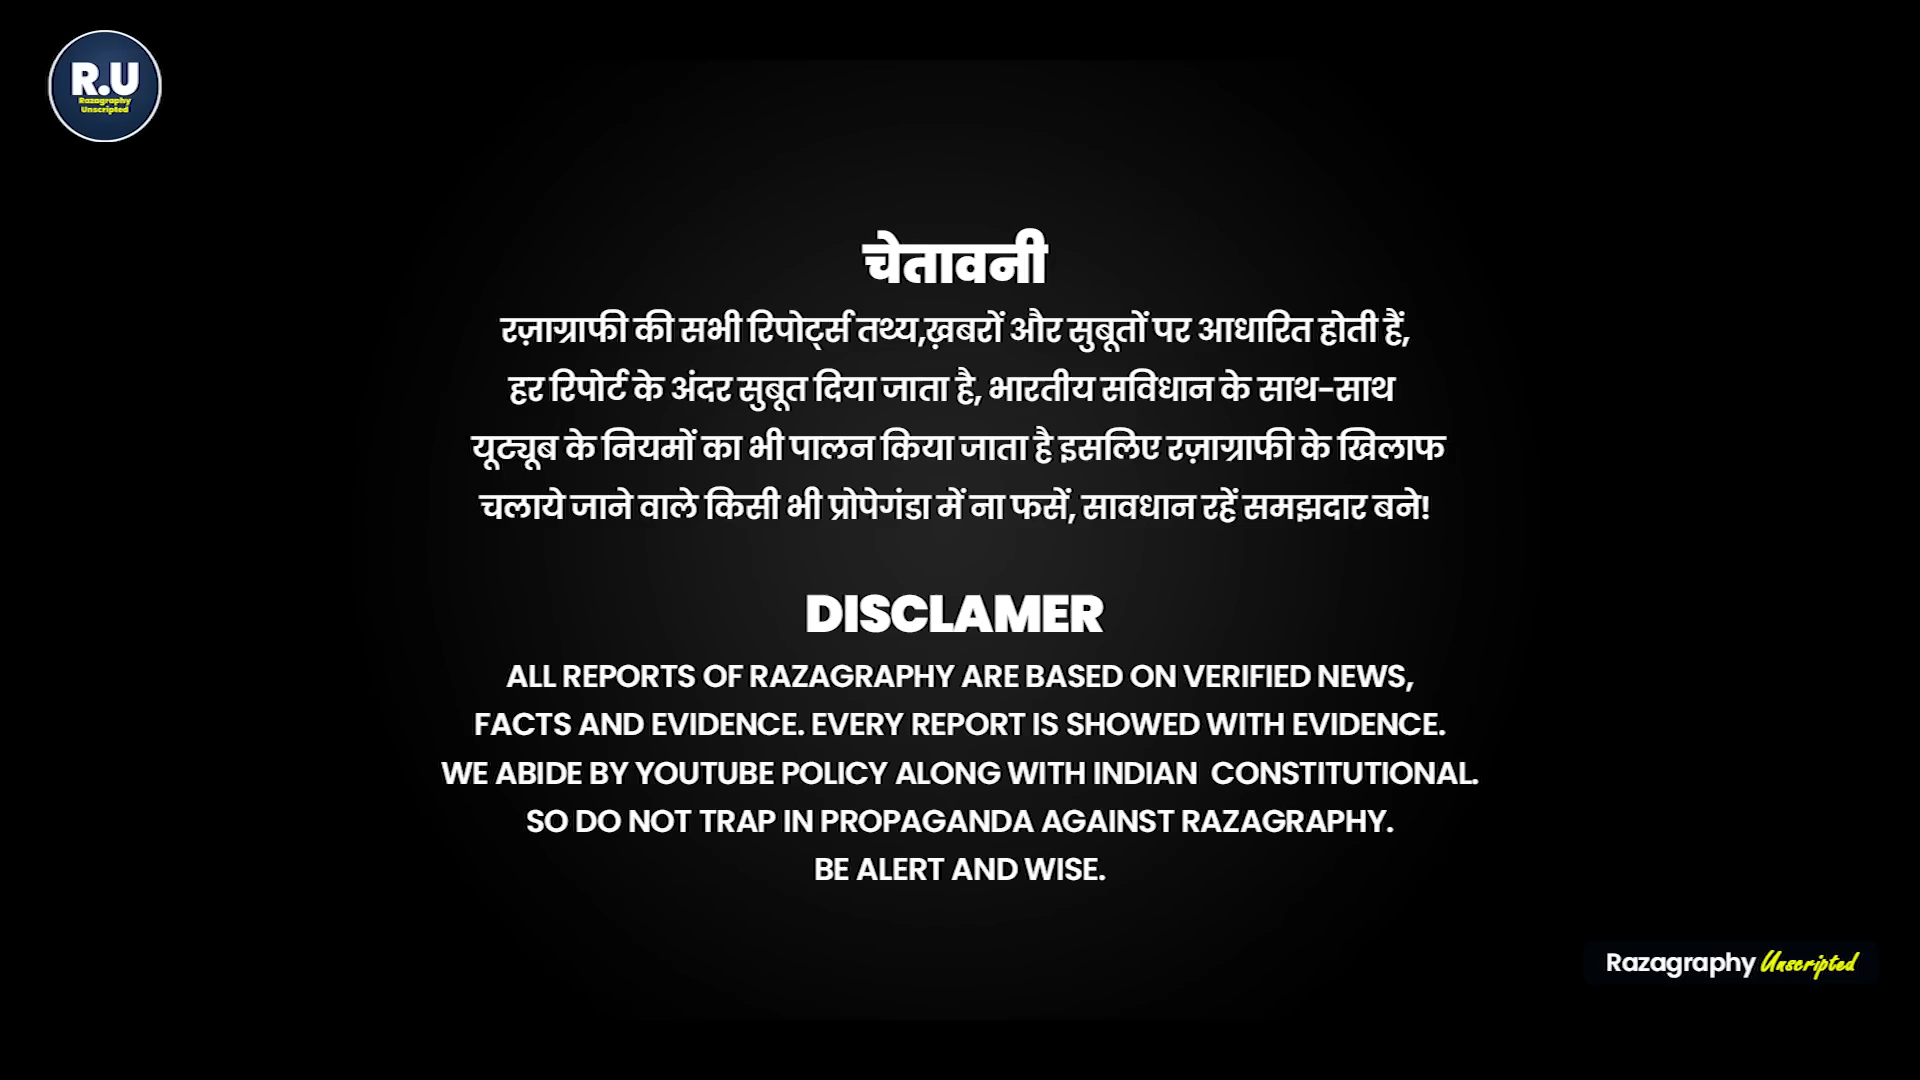 R.U
Razagraphy
Unscripted
चेतावनी
रज़ाग्राफी की सभी रिपोर्ट्स तथ्य,ख़बरों और सुबूतों पर आधारित होती हैं,
हर रिपोर्ट के अंदर सुबूत दिया जाता है, भारतीय सविधान के साथ-साथ
यूट्यूब के नियमों का भी पालन किया जाता है इसलिए रज़ाग्राफी के खिलाफ
चलाये जाने वाले किसी भी प्रोपेगंडा में ना फसें, सावधान रहें समझदार बने!
DISCLAMER
ALL REPORTS OF RAZAGRAPHY ARE BASED ON VERIFIED NEWS,
FACTS AND EVIDENCE. EVERY REPORT IS SHOWED WITH EVIDENCE.
WE ABIDE BY YOUTUBE POLICY ALONG WITH INDIAN CONSTITUTIONAL.
SO DO NOT TRAP IN PROPAGANDA AGAINST RAZAGRAPHY.
BE ALERT AND WISE.
Razagraphy Unscripted